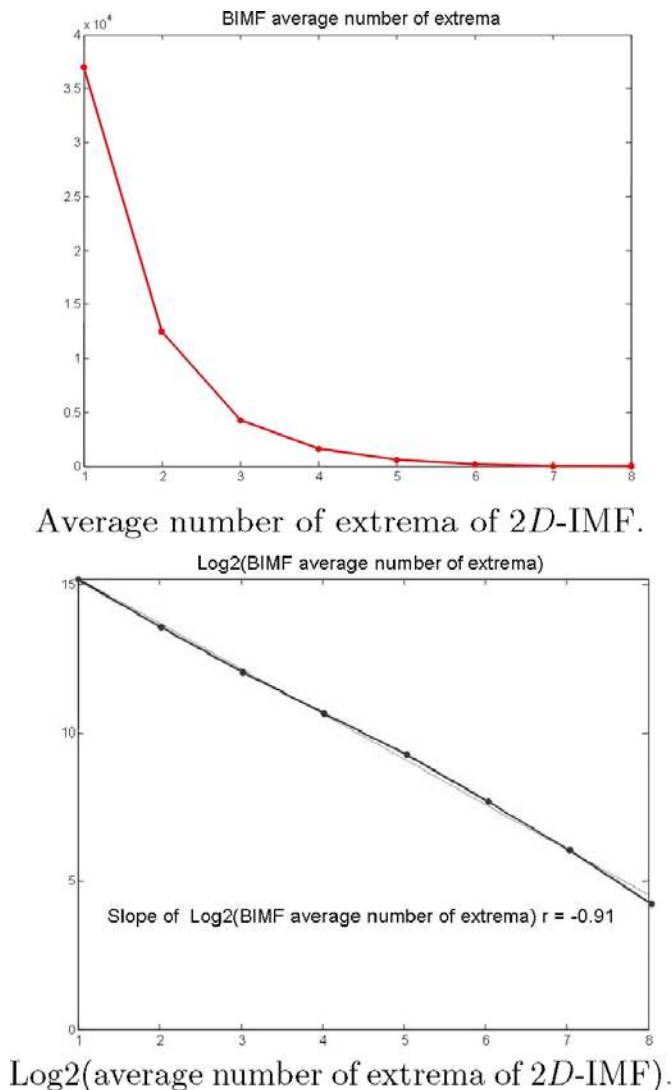 BIMF average number of extrema
x 10⁴
4
3.5
3
2.5
2
1.5
1
0.5
0
1 2 3 4 5 6 7 8
Average number of extrema of 2D-IMF.
Log2(BIMF average number of extrema)
15
10
5
Slope of Log2(BIMF average number of extrema) r = -0.91
0
1 2 3 4 5 6 7 8
Log2(average number of extrema of 2D-IMF)